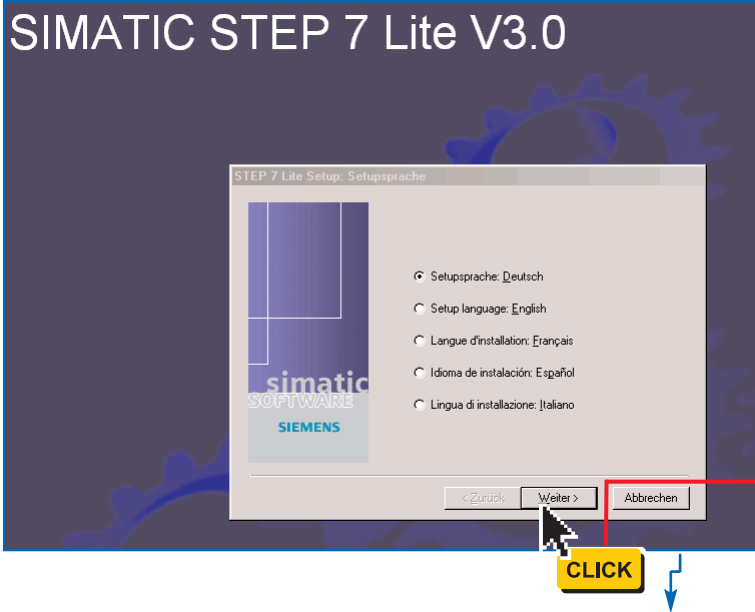 SIMATIC STEP 7 Lite V3.0
STEP 7 Lite Setup: Setupsprache
Setupsprache: Deutsch
Setup language: English
Langue d'installation: Français
Idioma de instalación: Español
Lingua di installazione: Italiano
simatic
SOFTWARE
SIEMENS
< Zurück
Weiter >
Abbrechen
CLICK